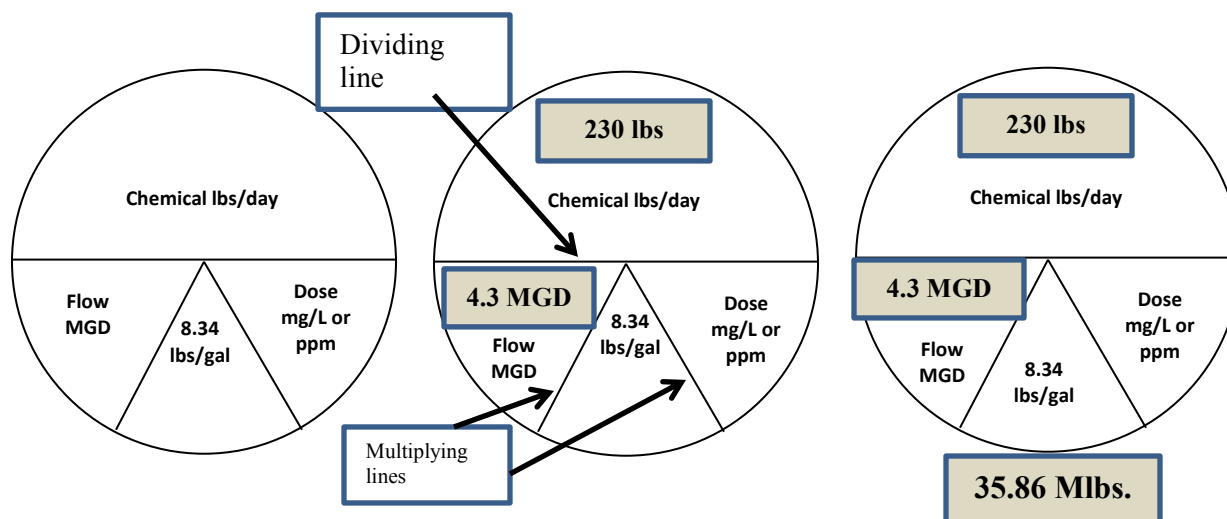 Chemical lbs/day
Flow
MGD
8.34
lbs/gal
Dose
mg/L or
ppm
Dividing
line
230 lbs
Chemical lbs/day
4.3 MGD
Flow
MGD
8.34
lbs/gal
Dose
mg/L or
ppm
Multiplying
lines
230 lbs
Chemical lbs/day
4.3 MGD
Flow
MGD
8.34
lbs/gal
Dose
mg/L or
ppm
35.86 Mlbs.